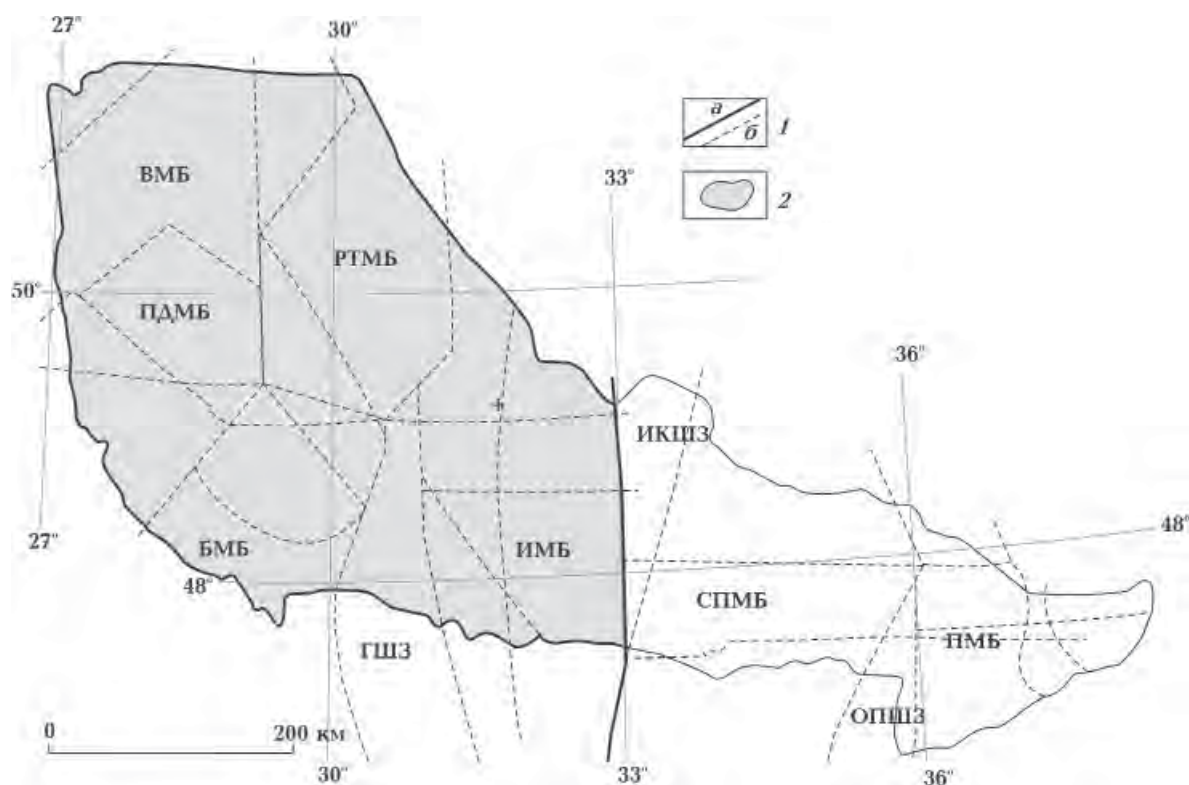 27°
30°
а
б
1
33°
2
ВМБ
РТМБ
50°
ПДМБ
36°
ИКШЗ
48°
27°
БМБ
ИМБ
48°
СПМБ
ГШЗ
ПМБ
ОПШЗ
0
200 км
30°
33°
36°